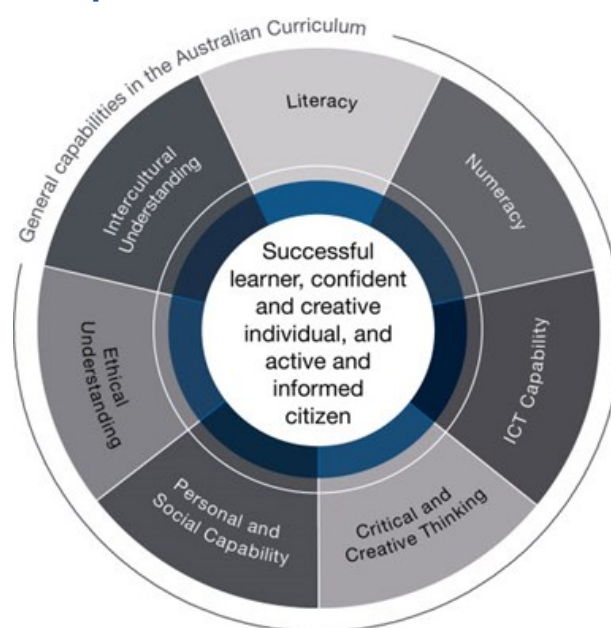 General capabilities in the Australian Curriculum
Literacy
Numeracy
ICT Capability
Critical and
Creative Thinking
Personal and
Social Capability
Ethical
Understanding
Intercultural
Understanding
Successful
learner, confident
and creative
individual, and
active and
informed
citizen